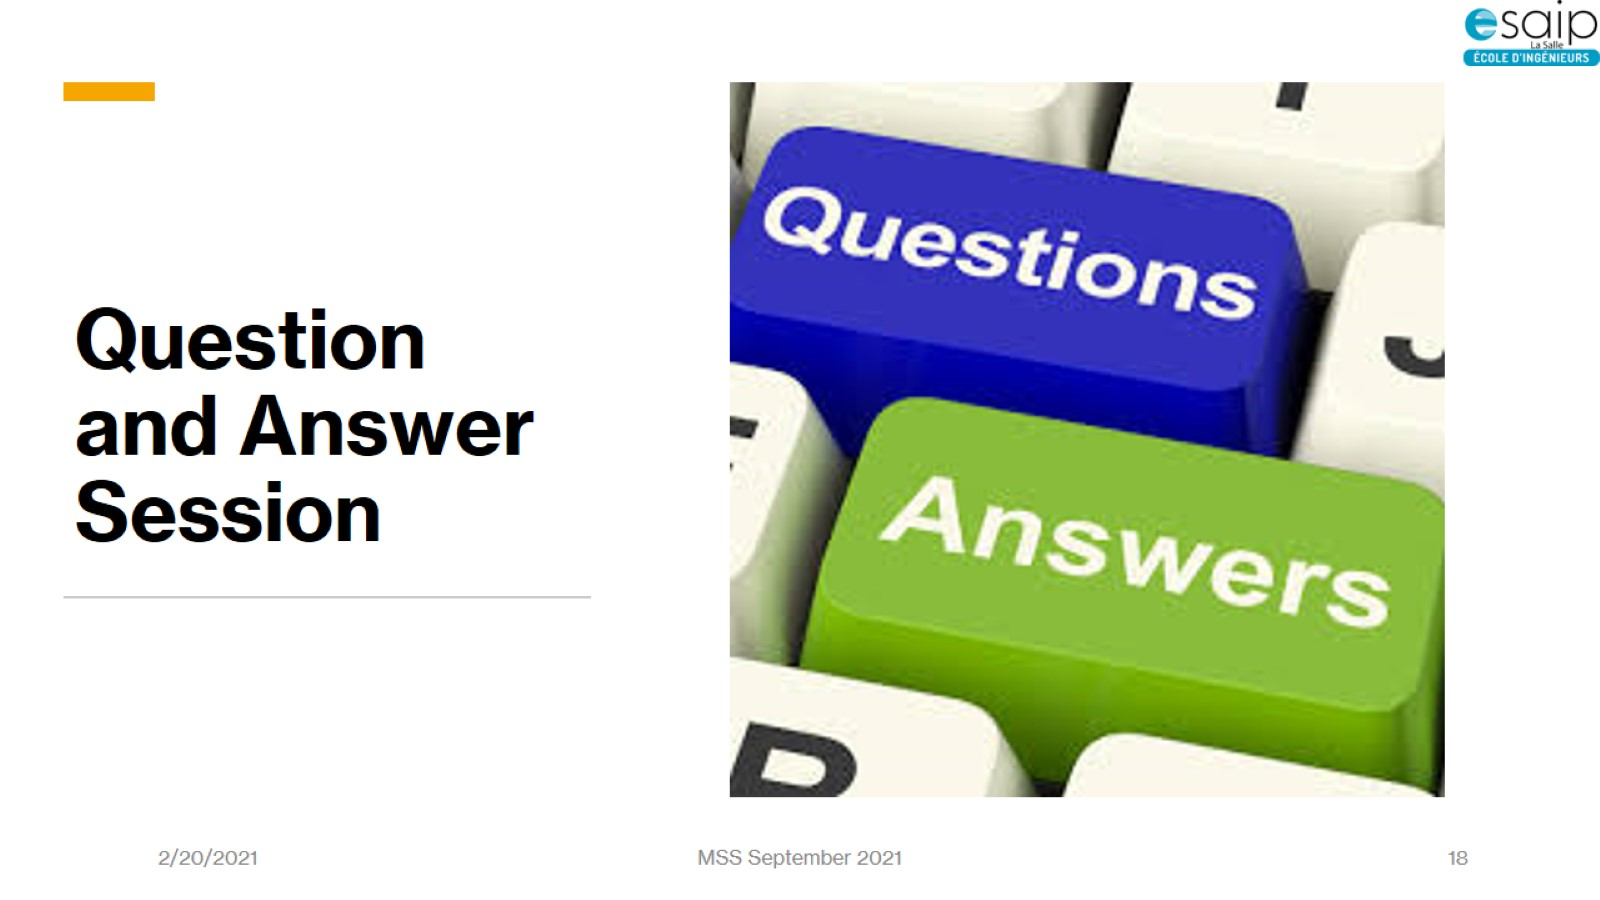 esaip
La Salle
ÉCOLE D'INGÉNIEURS
Question
and Answer
Session
Questions
Answers
J
P
2/20/2021
MSS September 2021
18